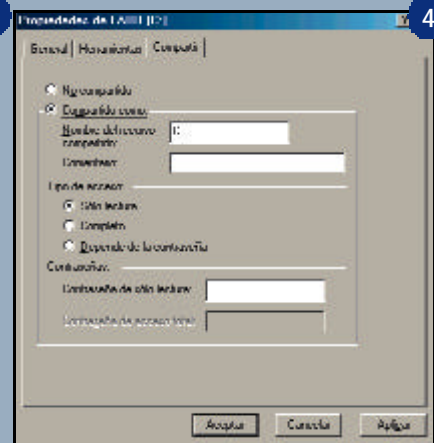 Propiedades de [C:]
4
General Herramientas Compartir
No compartido
Compartido como:
Nombre del recurso
compartido:
C
Comentario:
Tipo de acceso:
Sólo lectura
Completo
Depende de la contraseña
Contraseñas:
Contraseña de sólo lectura:
Contraseña de acceso total:
Aceptar Cancelar Aplicar